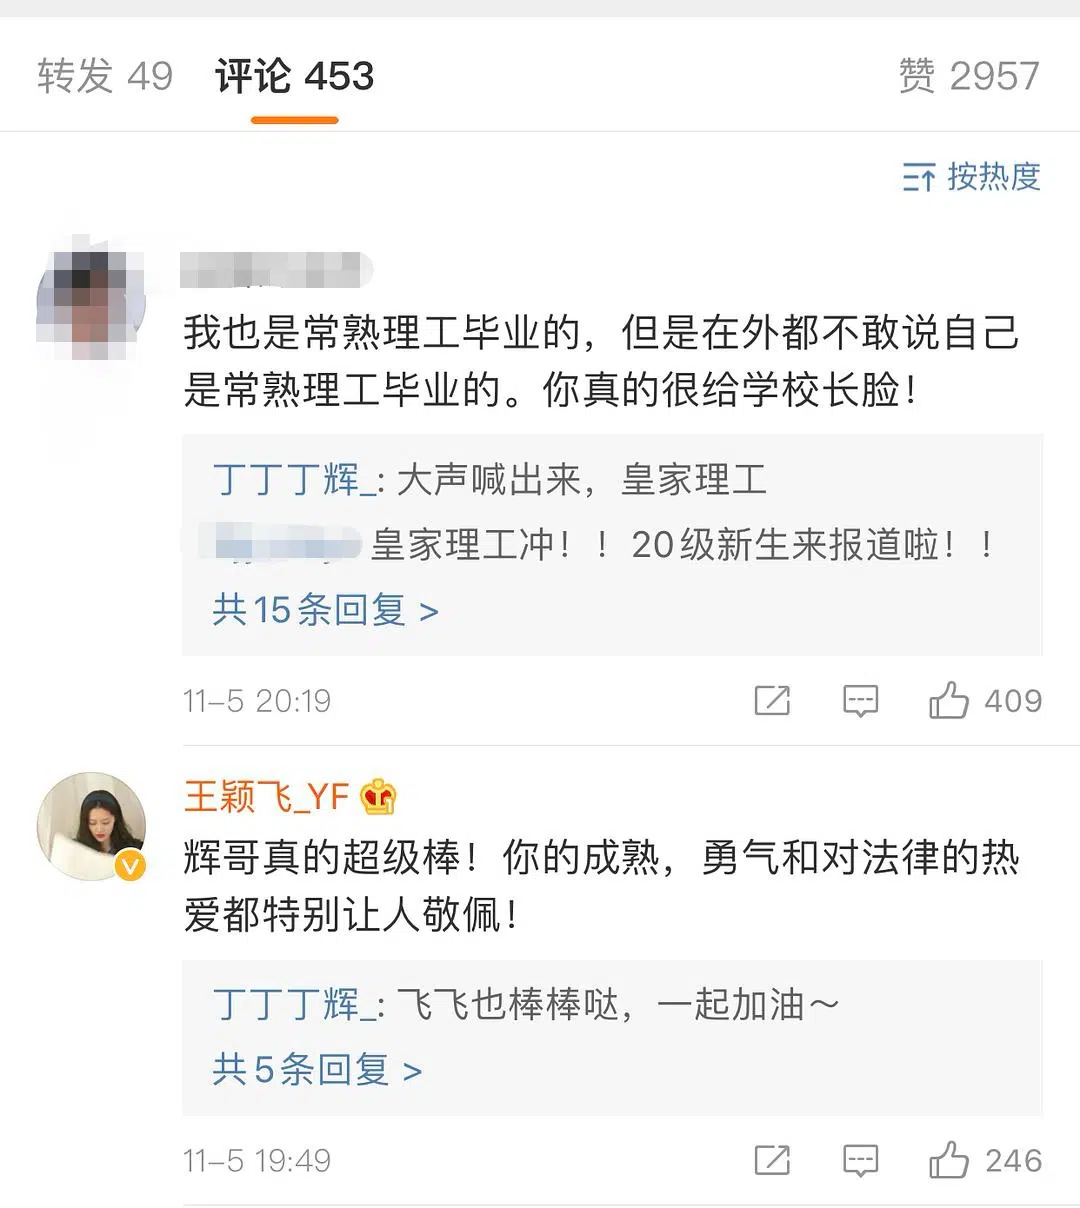 转发 49 评论 453 赞 2957
按热度
我也是常熟理工毕业的，但是在外都不敢说自己
是常熟理工毕业的。你真的很给学校长脸！
丁丁丁辉_: 大声喊出来，皇家理工
皇家理工冲！！20级新生来报道啦！！
共15条回复 >
11-5 20:19 409
王颖飞_YF
辉哥真的超级棒！你的成熟，勇气和对法律的热
爱都特别让人敬佩！
丁丁丁辉_: 飞飞也棒棒哒，一起加油～
共5条回复 >
11-5 19:49 246